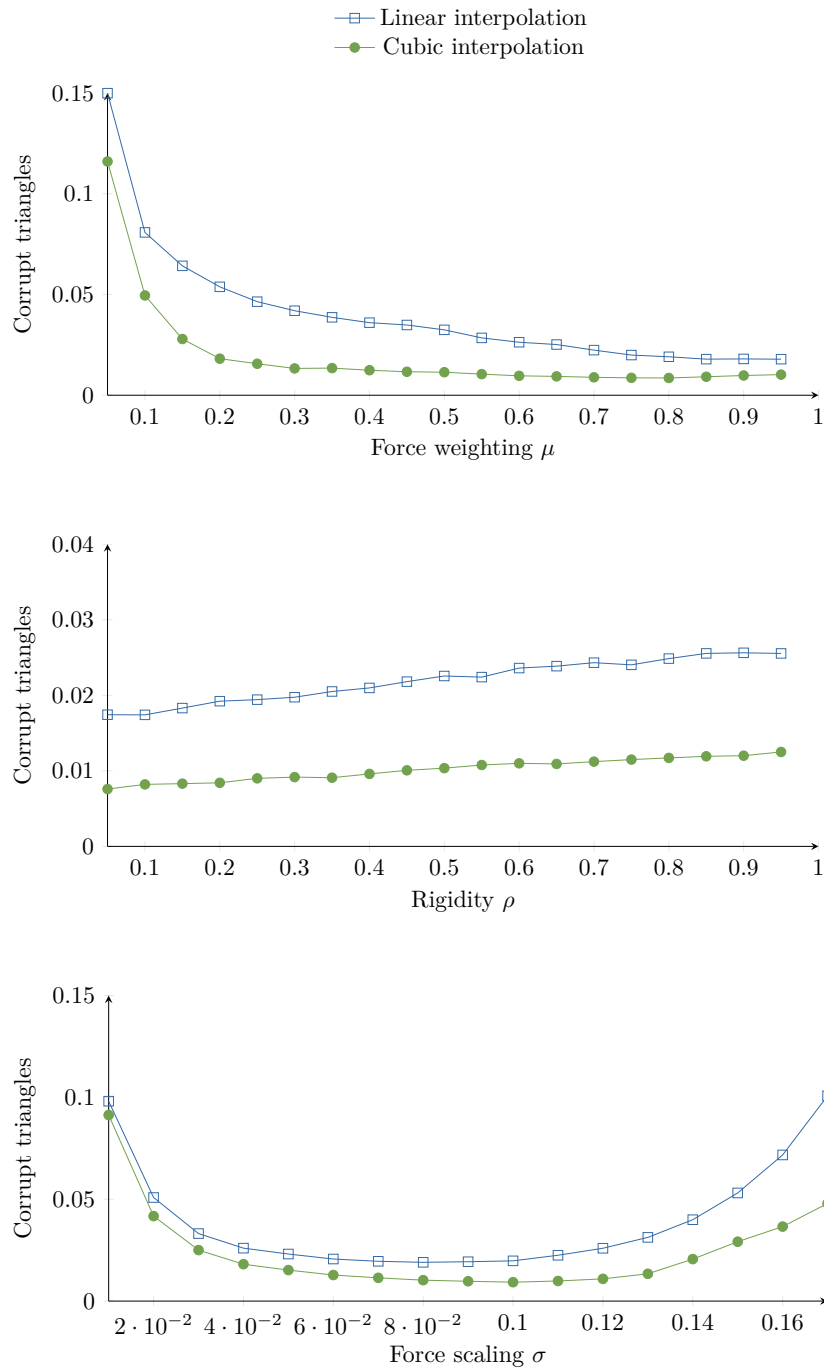 Linear interpolation
Cubic interpolation
0.15
0.1
0.05
0
Corrupt triangles
0.1 0.2 0.3 0.4 0.5 0.6 0.7 0.8 0.9 1
Force weighting μ
0.04
0.03
0.02
0.01
0
Corrupt triangles
0.1 0.2 0.3 0.4 0.5 0.6 0.7 0.8 0.9 1
Rigidity ρ
0.15
0.1
0.05
0
Corrupt triangles
2 · 10⁻² 4 · 10⁻² 6 · 10⁻² 8 · 10⁻² 0.1 0.12 0.14 0.16
Force scaling σ